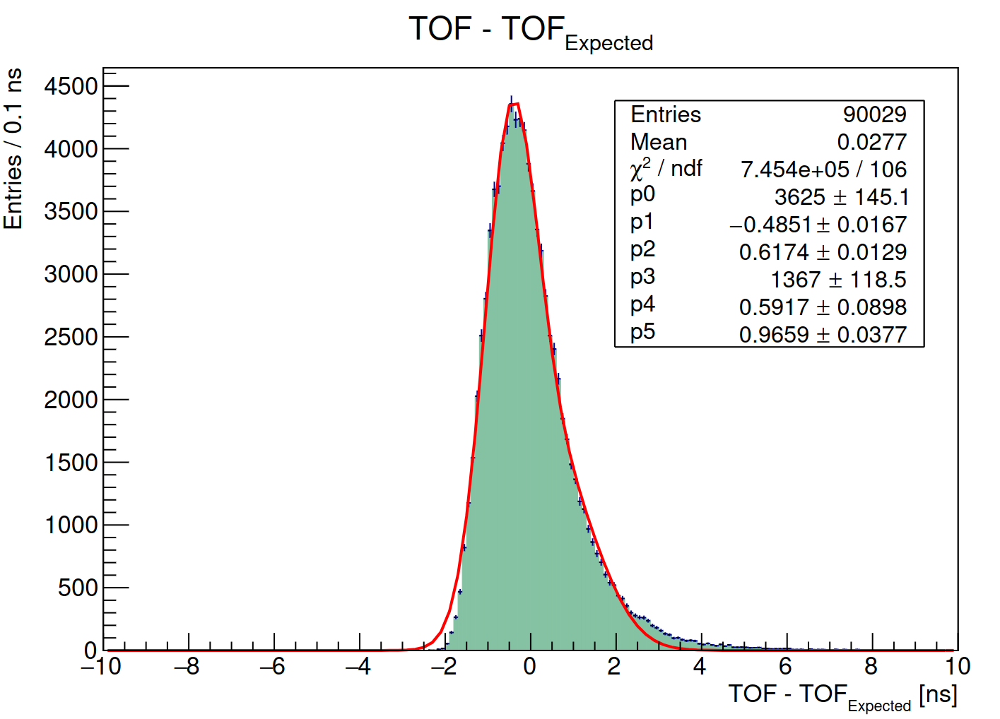 TOF - TOFExpected
Entries / 0.1 ns
4500
4000
3500
3000
2500
2000
1500
1000
500
0
Entries 90029
Mean 0.0277
χ² / ndf 7.454e+05 / 106
p0 3625 ± 145.1
p1 −0.4851 ± 0.0167
p2 0.6174 ± 0.0129
p3 1367 ± 118.5
p4 0.5917 ± 0.0898
p5 0.9659 ± 0.0377
−10 −8 −6 −4 −2 0 2 4 6 8 10
TOF - TOFExpected [ns]